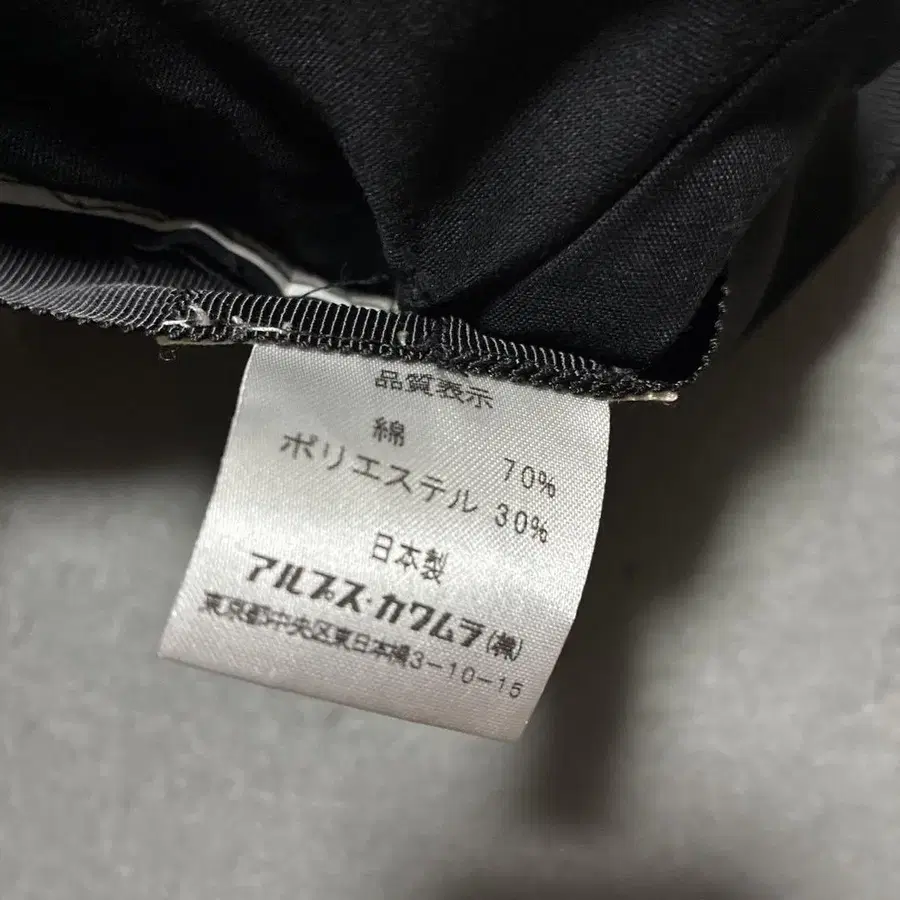 品質表示
綿 70%
ポリエステル 30%
日本製
アルプス・カワムラ(株)
東京都中央区東日本橋3-10-15